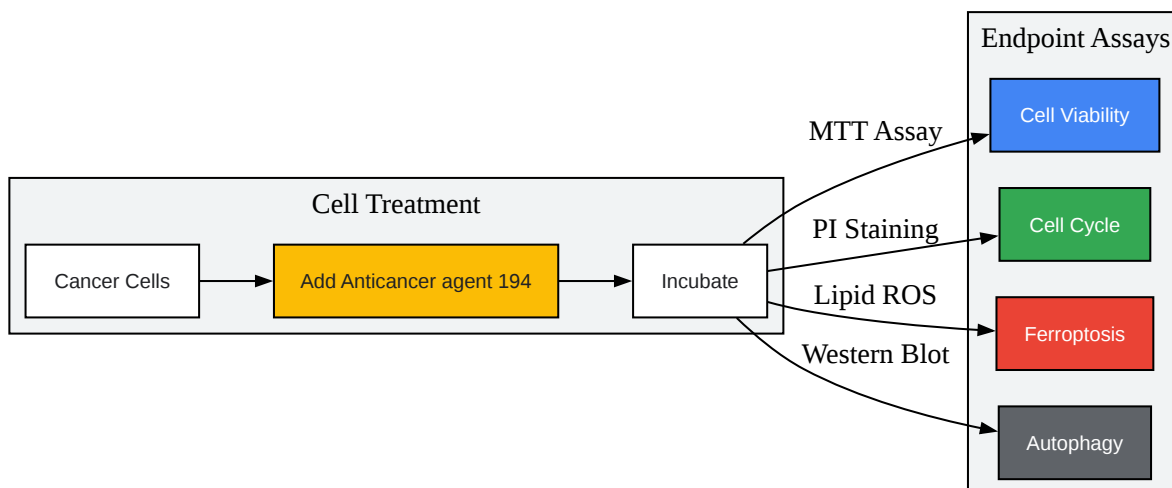 Cell Treatment
Cancer Cells
Add Anticancer agent 194
Incubate
MTT Assay
PI Staining
Lipid ROS
Western Blot
Endpoint Assays
Cell Viability
Cell Cycle
Ferroptosis
Autophagy